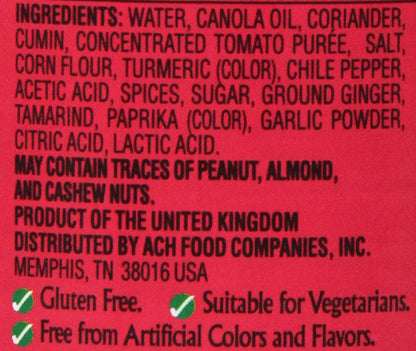 INGREDIENTS: WATER, CANOLA OIL, CORIANDER,
CUMIN, CONCENTRATED TOMATO PURÉE, SALT,
CORN FLOUR, TURMERIC (COLOR), CHILE PEPPER,
ACETIC ACID, SPICES, SUGAR, GROUND GINGER,
TAMARIND, PAPRIKA (COLOR), GARLIC POWDER,
CITRIC ACID, LACTIC ACID.
MAY CONTAIN TRACES OF PEANUT, ALMOND,
AND CASHEW NUTS.
PRODUCT OF THE UNITED KINGDOM
DISTRIBUTED BY ACH FOOD COMPANIES, INC.
MEMPHIS, TN 38016 USA
Gluten Free. Suitable for Vegetarians.
Free from Artificial Colors and Flavors.